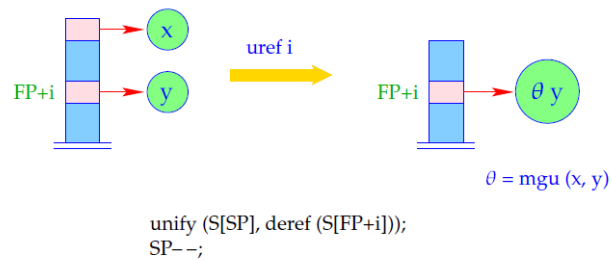 x
uref i
FP+i
y
FP+i
θ y
θ = mgu (x, y)
unify (S[SP], deref (S[FP+i]));
SP– –;